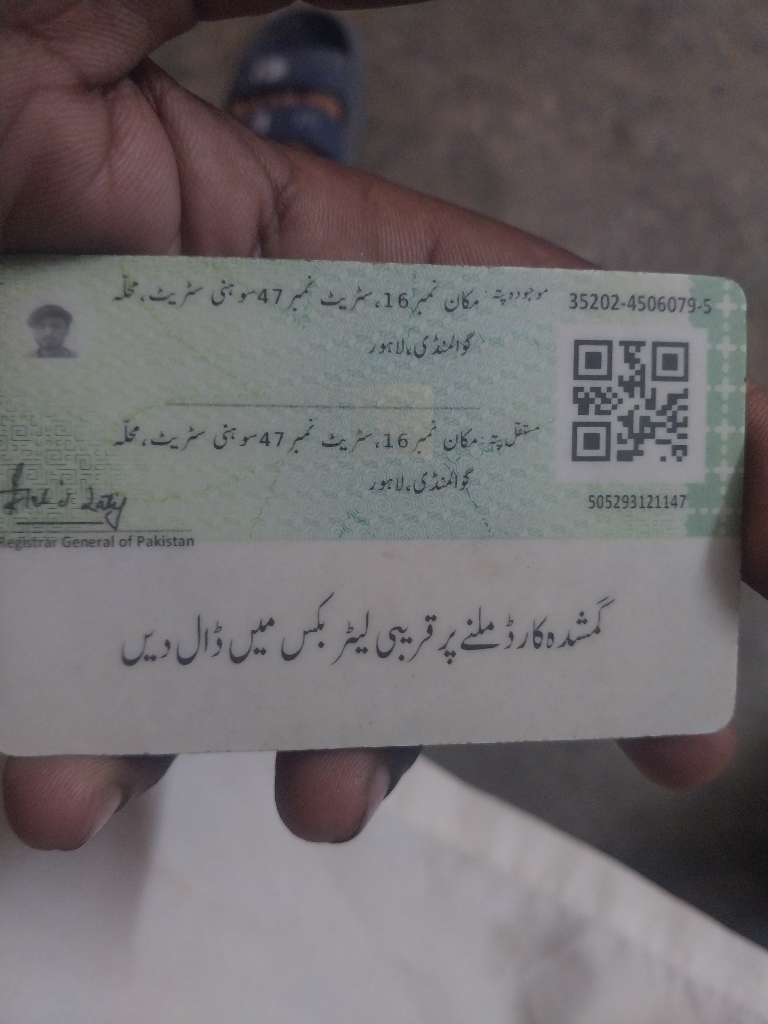 35202-4506079-5
موجودہ پتہ: مکان نمبر 16، سٹریٹ نمبر 47 سوہنی سٹریٹ، محلّہ
گوالمنڈی، لاہور
مستقل پتہ: مکان نمبر 16، سٹریٹ نمبر 47 سوہنی سٹریٹ، محلّہ
گوالمنڈی، لاہور
505293121147
Registrar General of Pakistan
گمشدہ کارڈ ملنے پر قریبی لیٹر بکس میں ڈال دیں